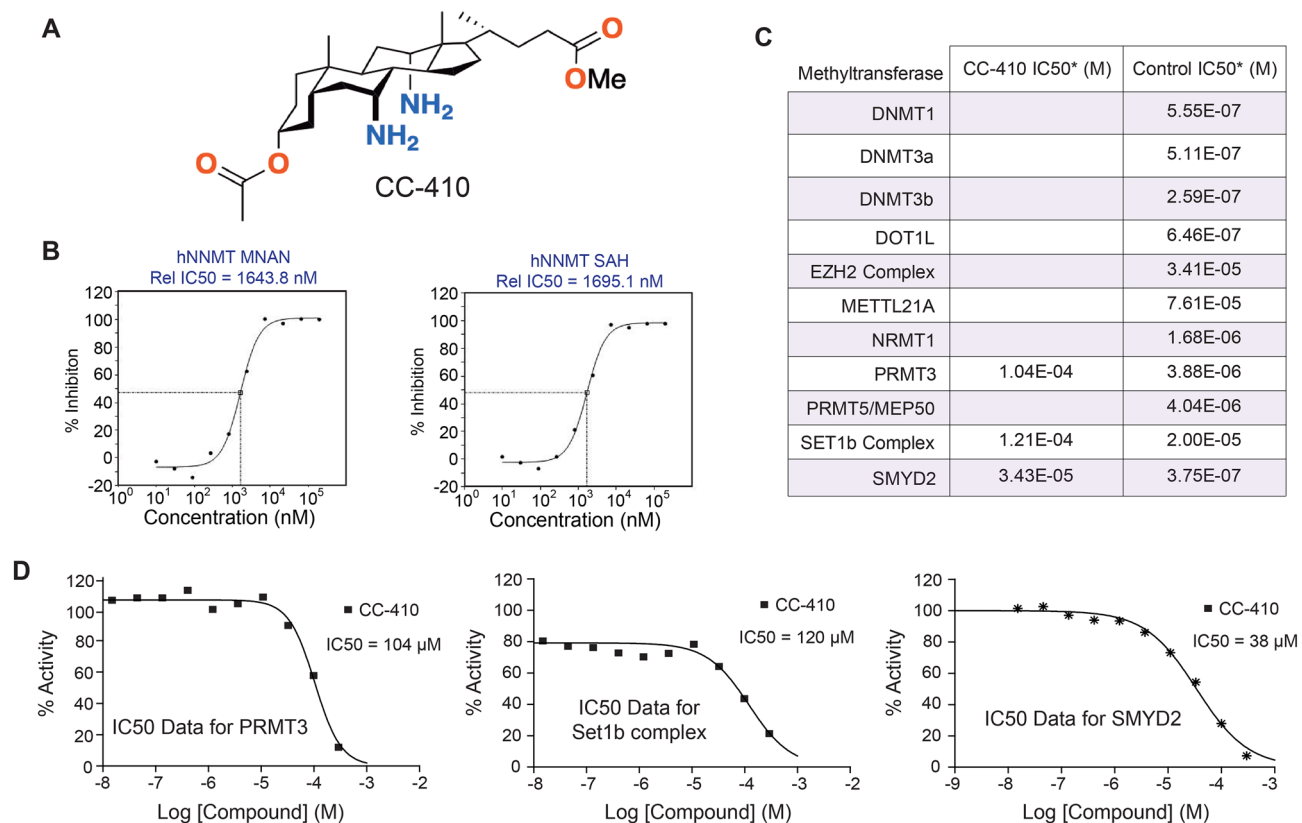 A
O
OMe
NH2
NH2
O
O
CC-410
B
hNNMT MNAN
Rel IC50 = 1643.8 nM
% Inhibition
120
100
80
60
40
20
0
-20
10^0 10^1 10^2 10^3 10^4 10^5
Concentration (nM)
hNNMT SAH
Rel IC50 = 1695.1 nM
% Inhibition
120
100
80
60
40
20
0
-20
10^0 10^1 10^2 10^3 10^4 10^5
Concentration (nM)
C
Methyltransferase CC-410 IC50* (M) Control IC50* (M)
DNMT1 5.55E-07
DNMT3a 5.11E-07
DNMT3b 2.59E-07
DOT1L 6.46E-07
EZH2 Complex 3.41E-05
METTL21A 7.61E-05
NRMT1 1.68E-06
PRMT3 1.04E-04 3.88E-06
PRMT5/MEP50 4.04E-06
SET1b Complex 1.21E-04 2.00E-05
SMYD2 3.43E-05 3.75E-07
D
% Activity
120
100
80
60
40
20
0
-8 -7 -6 -5 -4 -3 -2
Log [Compound] (M)
CC-410
IC50 = 104 µM
IC50 Data for PRMT3
% Activity
120
100
80
60
40
20
0
-8 -7 -6 -5 -4 -3 -2
Log [Compound] (M)
CC-410
IC50 = 120 µM
IC50 Data for
Set1b complex
% Activity
120
100
80
60
40
20
0
-9 -8 -7 -6 -5 -4 -3
Log [Compound] (M)
CC-410
IC50 = 38 µM
IC50 Data for SMYD2